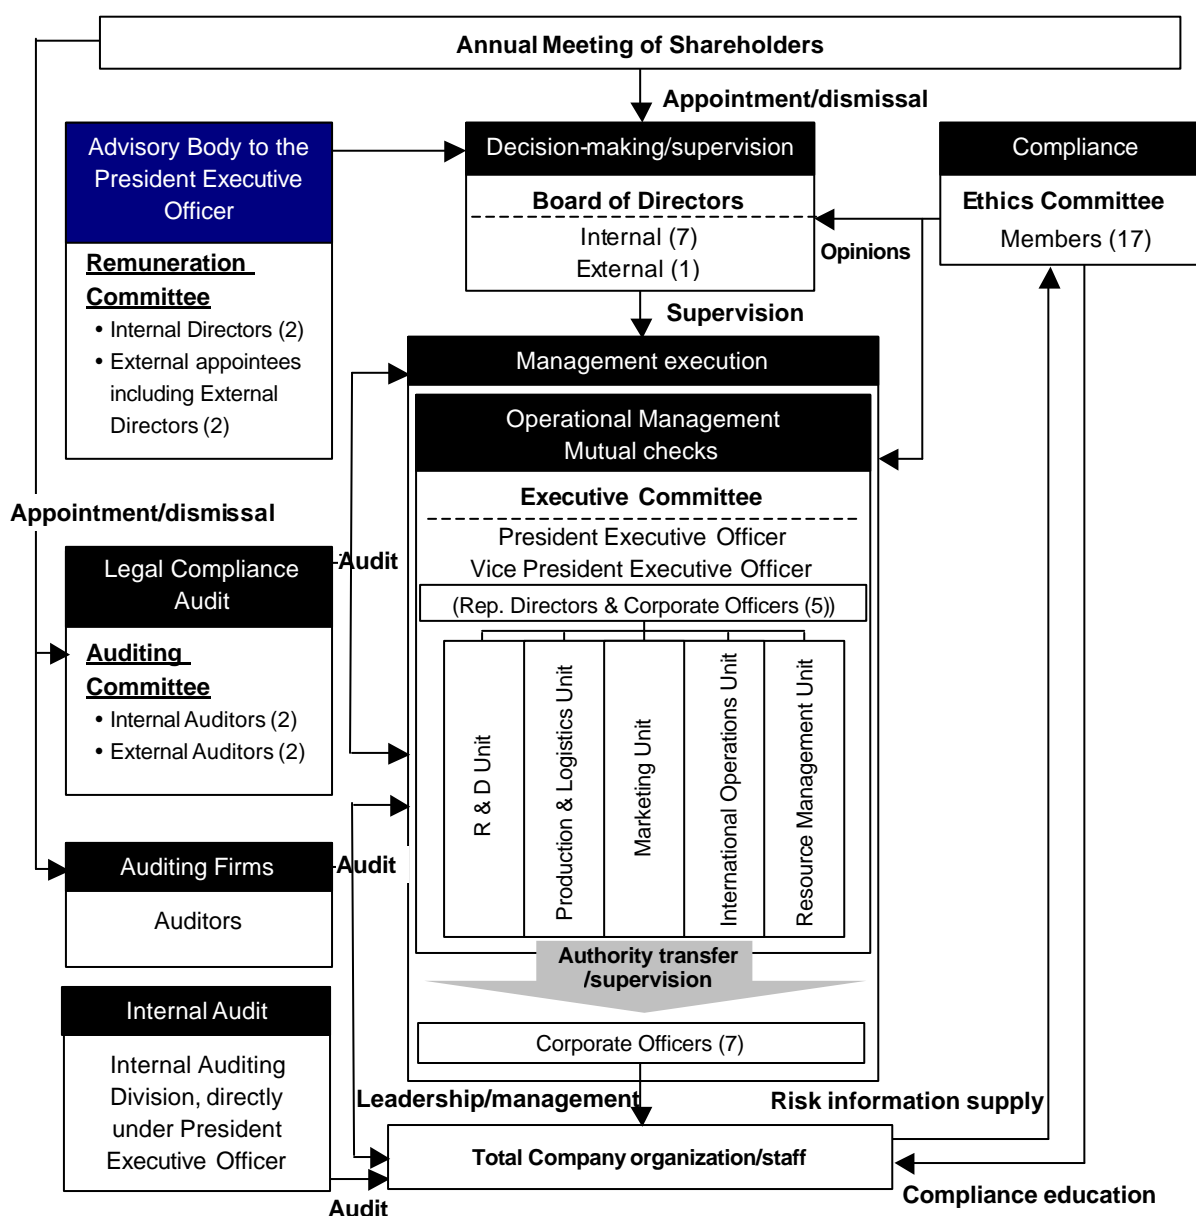 Annual Meeting of Shareholders
Appointment/dismissal
Advisory Body to the
President Executive
Officer
Remuneration
Committee
• Internal Directors (2)
• External appointees
including External
Directors (2)
Decision-making/supervision
Board of Directors
Internal (7)
External (1)
Compliance
Ethics Committee
Members (17)
Opinions
Supervision
Management execution
Operational Management
Mutual checks
Executive Committee
President Executive Officer
Vice President Executive Officer
(Rep. Directors & Corporate Officers (5))
R & D Unit
Production & Logistics Unit
Marketing Unit
International Operations Unit
Resource Management Unit
Authority transfer
/supervision
Corporate Officers (7)
Appointment/dismissal
Legal Compliance
Audit
Audit
Auditing
Committee
• Internal Auditors (2)
• External Auditors (2)
Auditing Firms
Audit
Auditors
Internal Audit
Internal Auditing
Division, directly
under President
Executive Officer
Audit
Leadership/management
Risk information supply
Total Company organization/staff
Compliance education